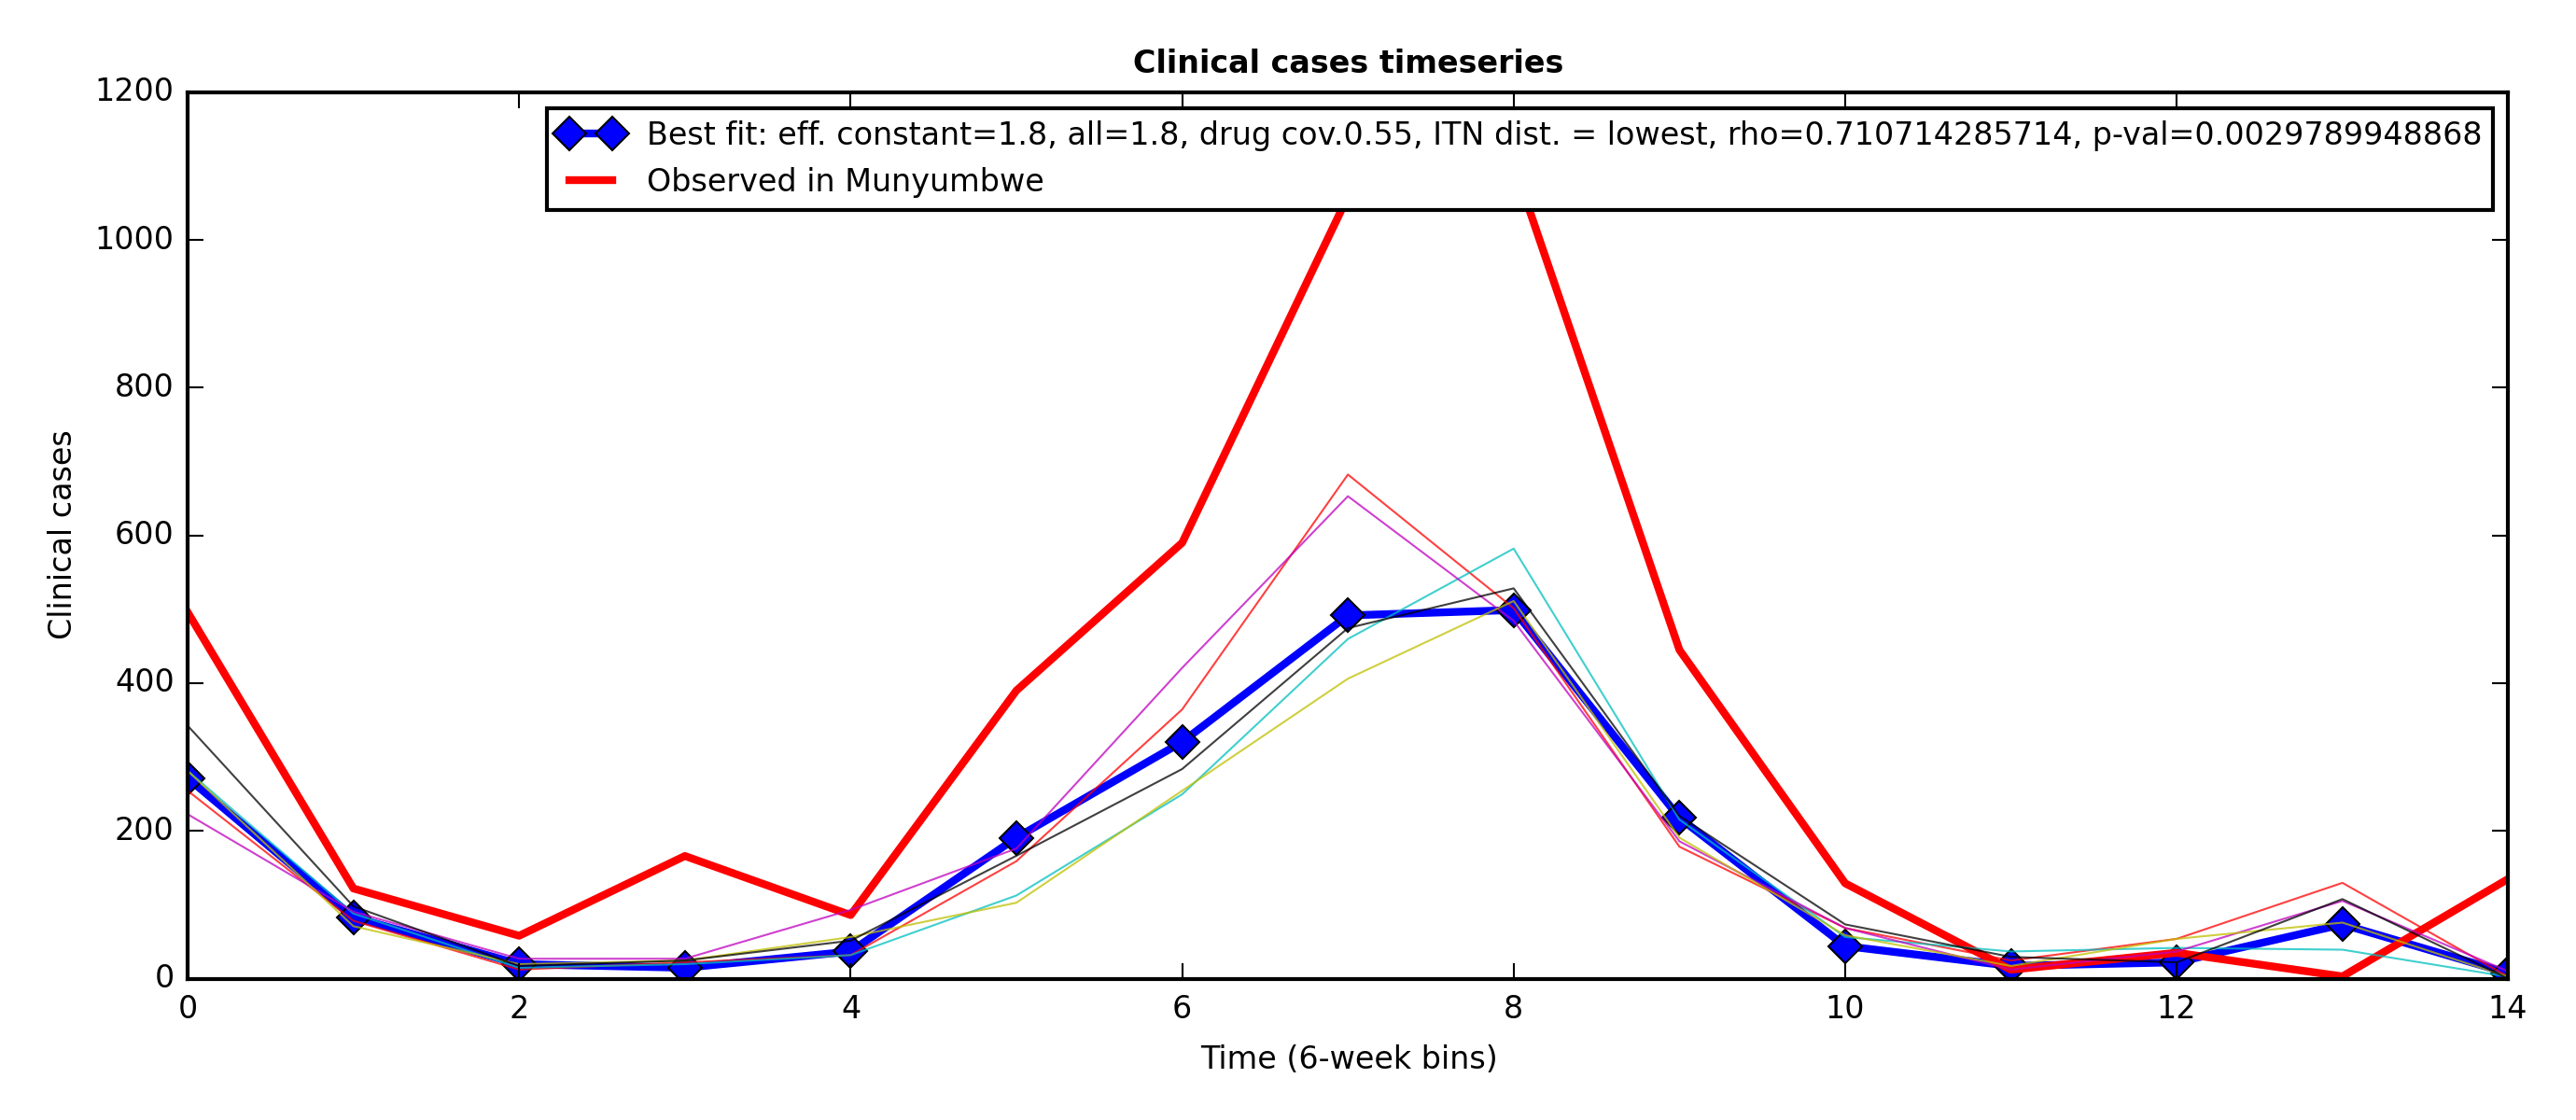 Clinical cases timeseries
1200
1000
800
600
400
200
0
Clinical cases
Best fit: eff. constant=1.8, all=1.8, drug cov.0.55, ITN dist. = lowest, rho=0.710714285714, p-val=0.0029789948868
Observed in Munyumbwe
0 2 4 6 8 10 12 14
Time (6-week bins)